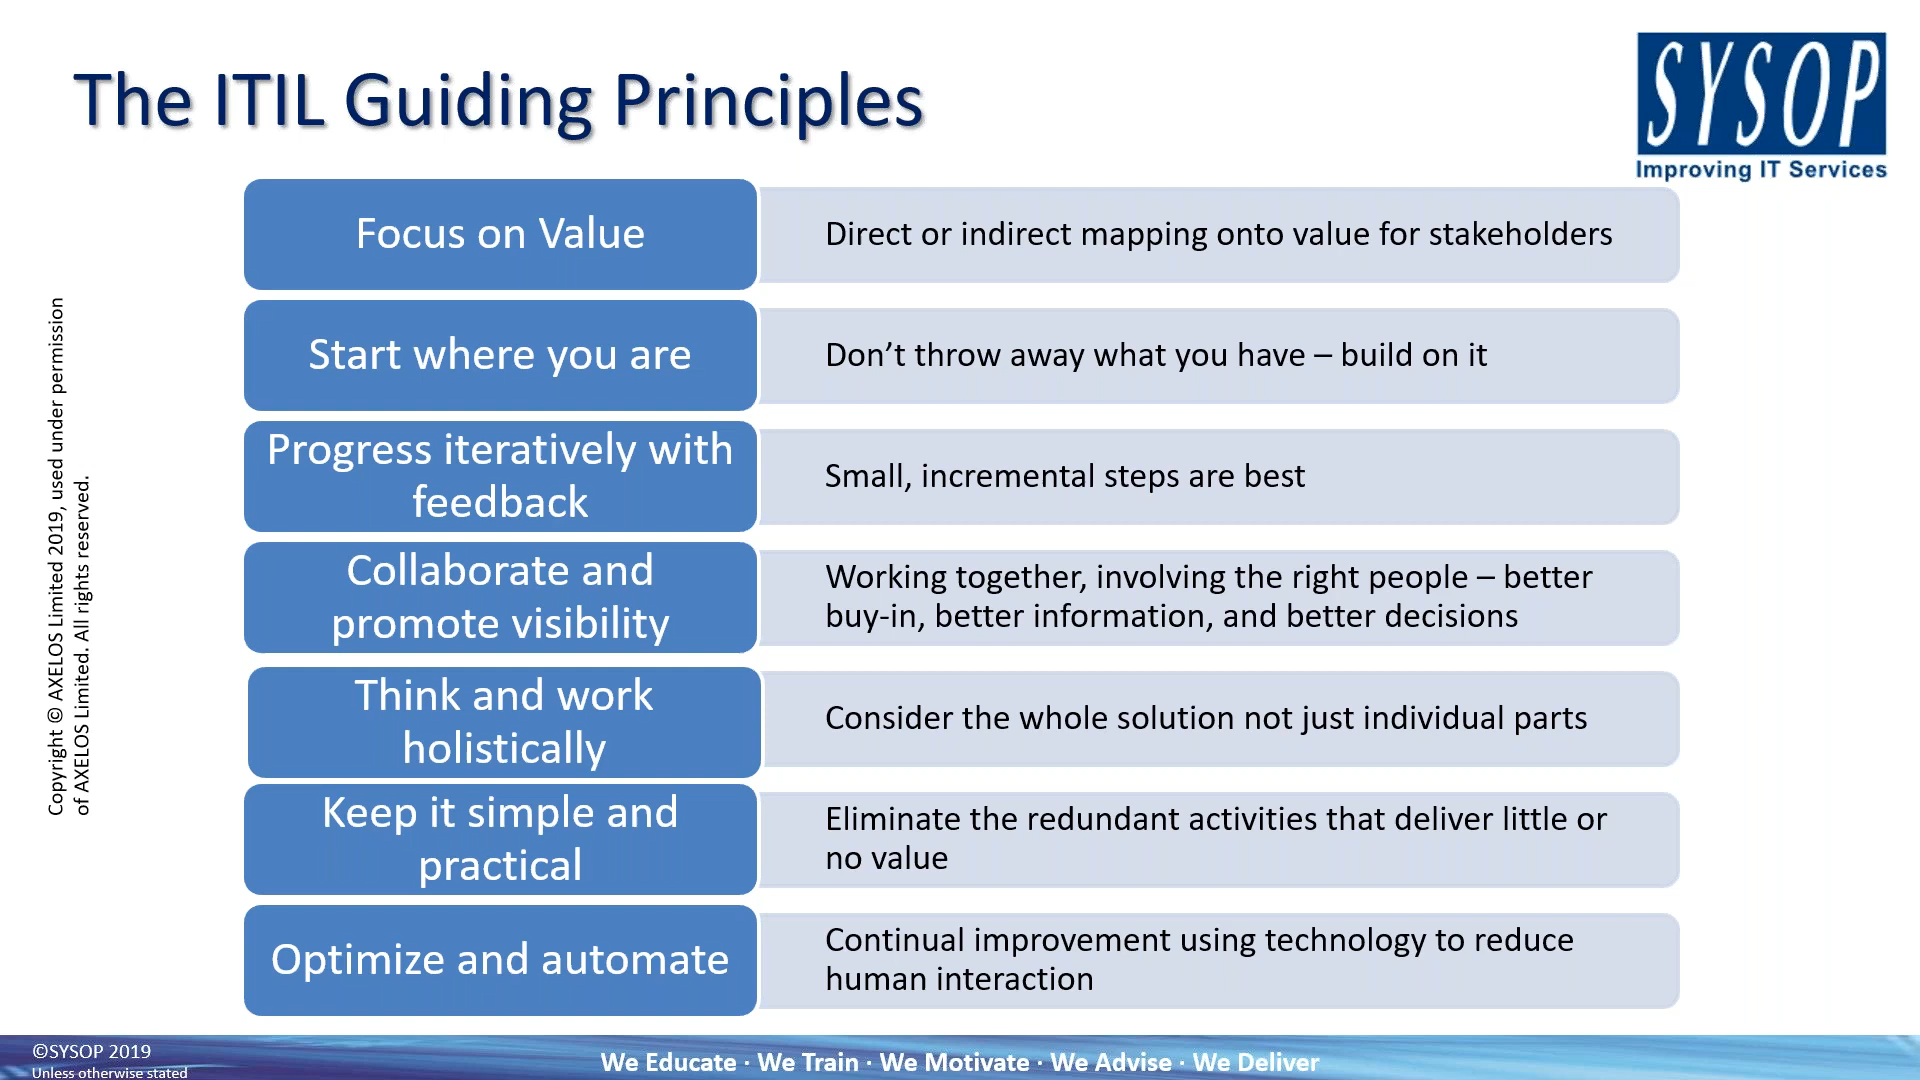 The ITIL Guiding Principles
SYSOP
Improving IT Services
Focus on Value
Direct or indirect mapping onto value for stakeholders
Start where you are
Don’t throw away what you have – build on it
Progress iteratively with
feedback
Small, incremental steps are best
Collaborate and
promote visibility
Working together, involving the right people – better
buy-in, better information, and better decisions
Think and work
holistically
Consider the whole solution not just individual parts
Keep it simple and
practical
Eliminate the redundant activities that deliver little or
no value
Optimize and automate
Continual improvement using technology to reduce
human interaction
Copyright © AXELOS Limited 2019, used under permission
of AXELOS Limited. All rights reserved.
©SYSOP 2019
Unless otherwise stated
We Educate · We Train · We Motivate · We Advise · We Deliver